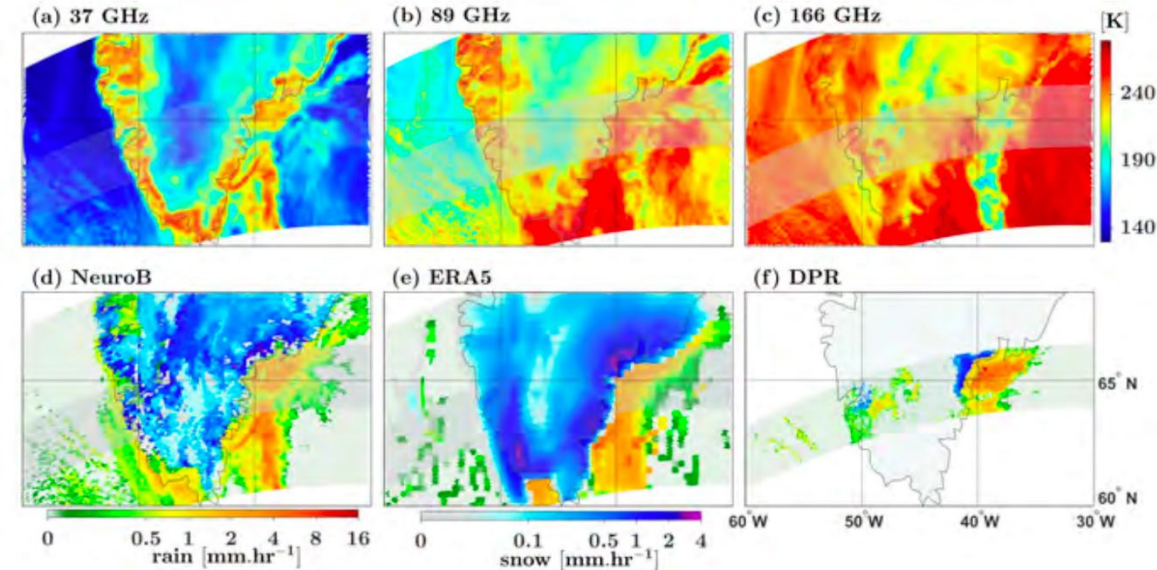 (a) 37 GHz
(b) 89 GHz
(c) 166 GHz
[K]
240
190
140
(d) NeuroB
(e) ERA5
(f) DPR
65° N
60° N
60°W 50°W 40°W 30°W
0 0.5 1 2 4 8 16
rain [mm.hr⁻¹]
0 0.1 0.5 1 2 4
snow [mm.hr⁻¹]